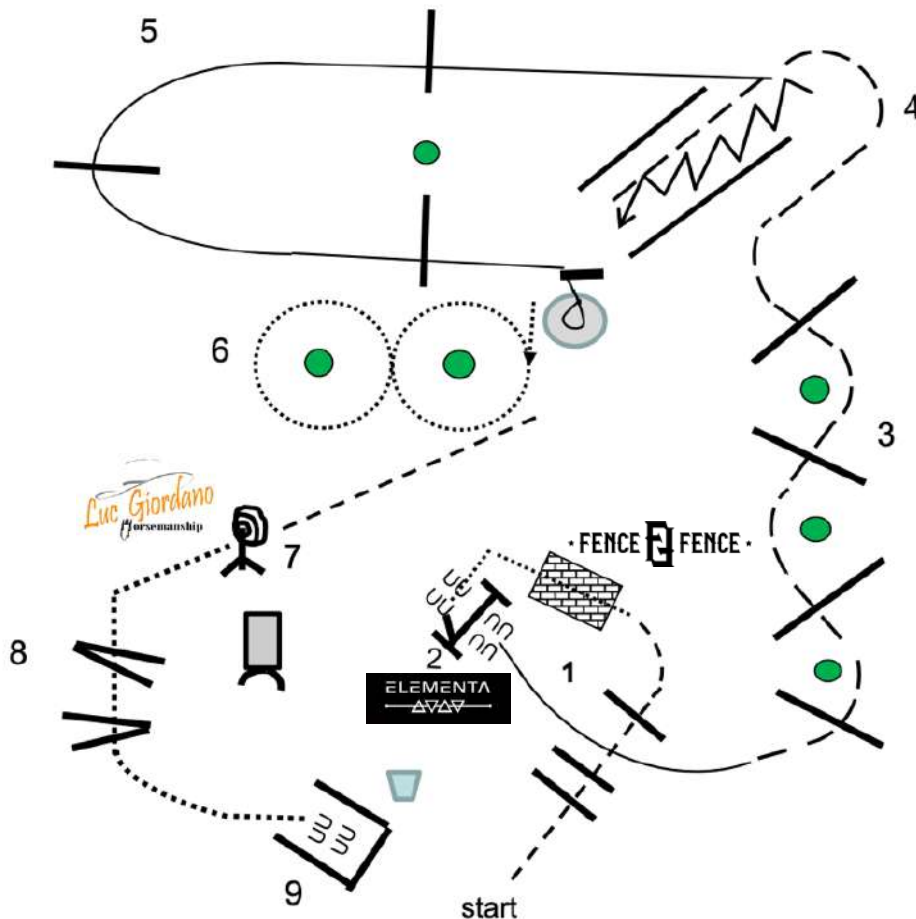 5
4
6
3
Luc Giordano
Horsemanship
7
FENCE FENCE
8
2
1
ELEMENTA
9
start